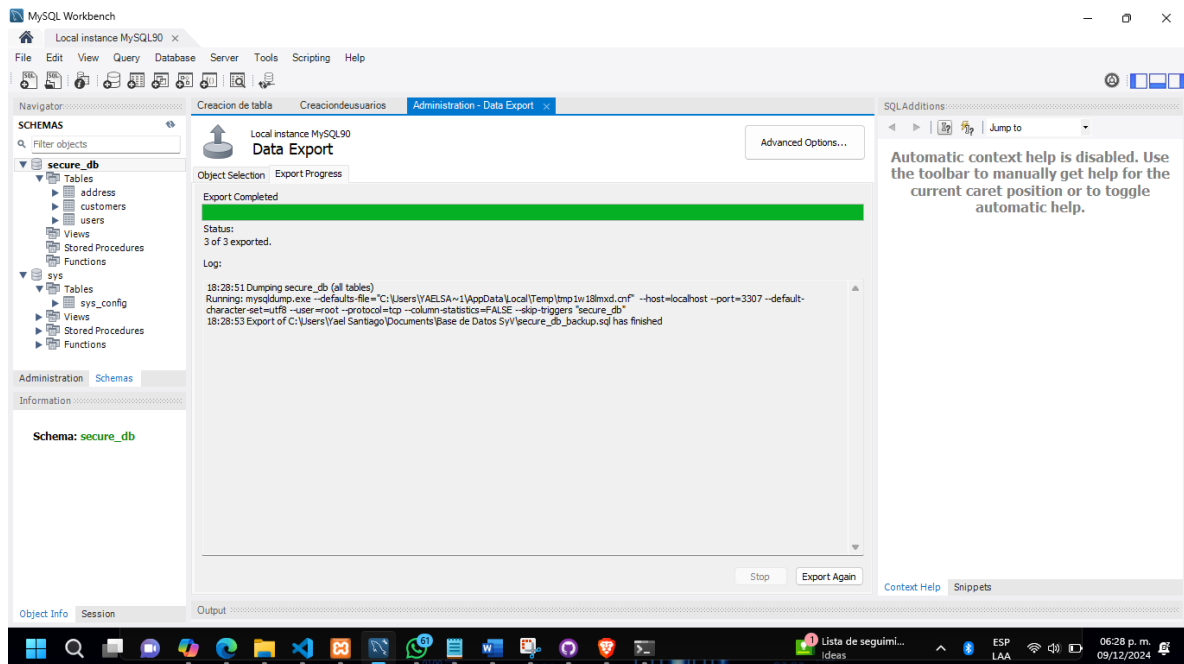 MySQL Workbench
Local instance MySQL90
File Edit View Query Database Server Tools Scripting Help
Navigator
SCHEMAS
Filter objects
secure_db
Tables
address
customers
users
Views
Stored Procedures
Functions
sys
Tables
sys_config
Views
Stored Procedures
Functions
Administration Schemas
Information
Schema: secure_db
Object Info Session
Creacion de tabla Creaciondeusuarios Administration - Data Export
Local instance MySQL90
Data Export
Advanced Options...
Object Selection Export Progress
Export Completed
Status:
3 of 3 exported.
Log:
18:28:51 Dumping secure_db (all tables)
Running: mysqldump.exe --defaults-file="C:\Users\YAELSA~1\AppData\Local\Temp\tmp1w18lmxd.cnf" --host=localhost --port=3307 --default-
character-set=utf8 --user=root --protocol=tcp --column-statistics=FALSE --skip-triggers "secure_db"
18:28:53 Export of C:\Users\Yael Santiago\Documents\Base de Datos SyV\secure_db_backup.sql has finished
Stop Export Again
Output
SQLAdditions
Jump to
Automatic context help is disabled. Use
the toolbar to manually get help for the
current caret position or to toggle
automatic help.
Context Help Snippets
61
1
Lista de seguimi...
Ideas
ESP
LAA
06:28 p. m.
09/12/2024